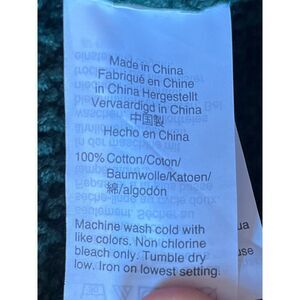 Made in China
Fabriqué en Chine
in China Hergestellt
Vervaardigd in China
中国製
Hecho en China
100% Cotton/Coton/
Baumwolle/Katoen/
綿/algodón
Machine wash cold with
like colors. Non chlorine
bleach only. Tumble dry
low. Iron on lowest setting.